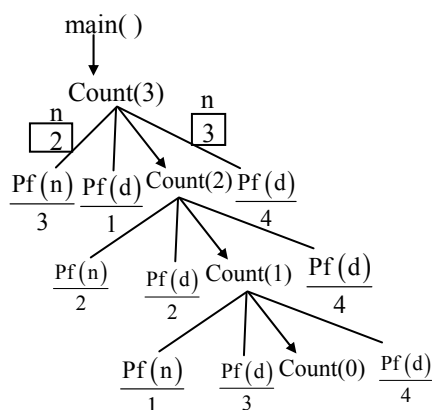 main( )
Count(3)
n
2
n
3
Pf(n)
3
Pf(d)
1
Count(2)
Pf(d)
4
Pf(n)
2
Pf(d)
2
Count(1)
Pf(d)
4
Pf(n)
1
Pf(d)
3
Count(0)
Pf(d)
4